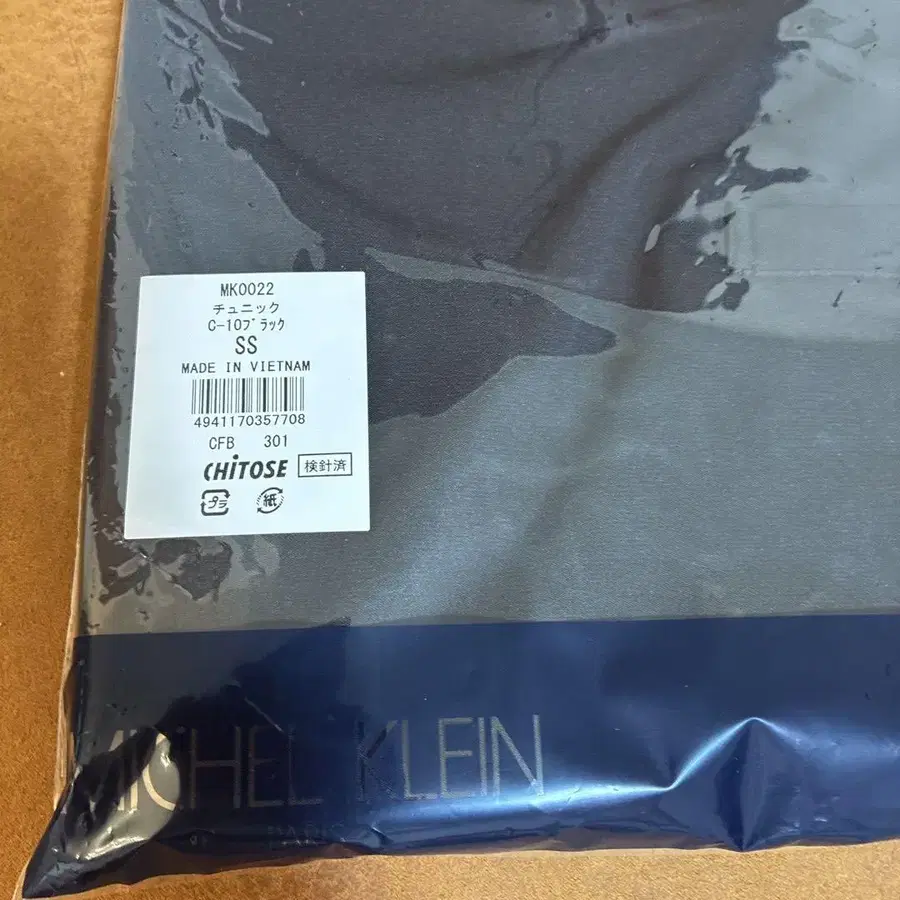 MK0022
チュニック
C-10ブラック
SS
MADE IN VIETNAM
4941170357708
CFB 301
CHiTOSE 検針済
プラ 紙
MICHEL KLEIN
PARIS